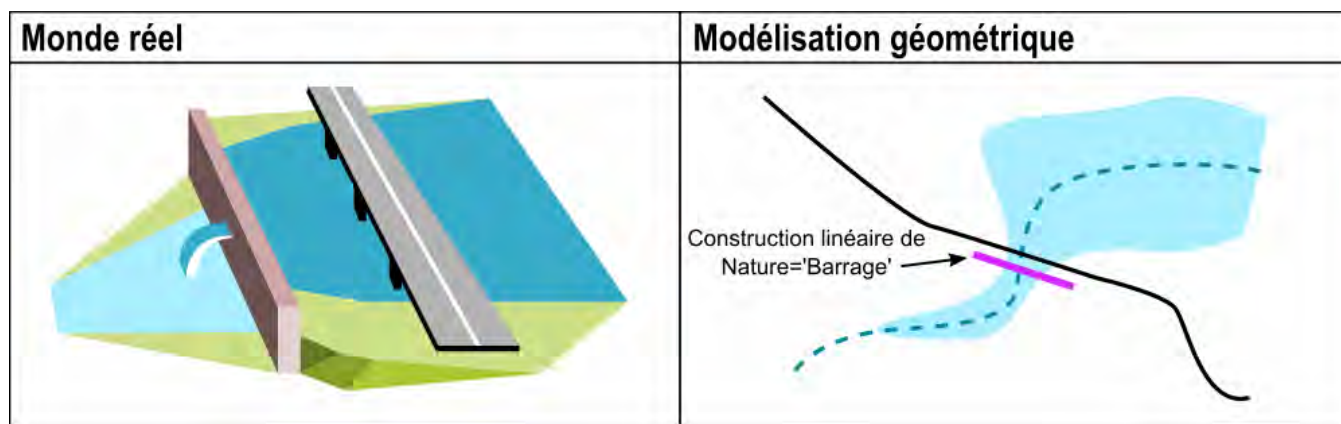 Monde réel
Modélisation géométrique
Construction linéaire de
Nature='Barrage'